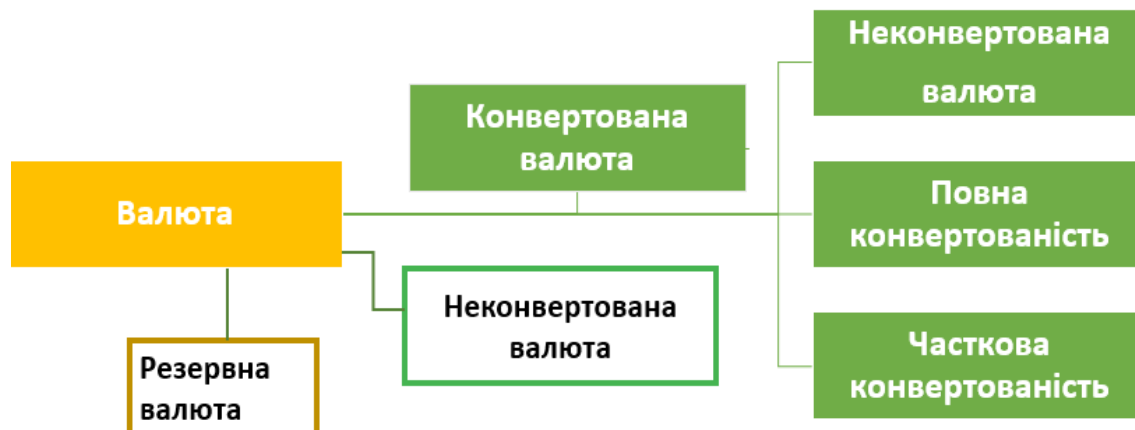 Неконвертована
валюта
Конвертована
валюта
Валюта
Повна
конвертованість
Неконвертована
валюта
Резервна
валюта
Часткова
конвертованість